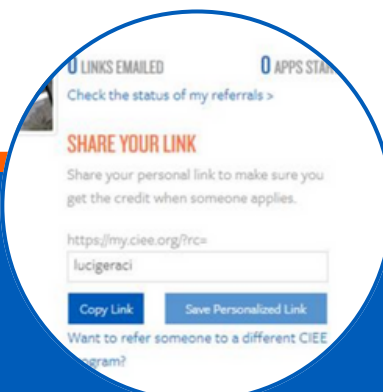 0 LINKS EMAILED 0 APPS
Check the status of my referrals >
SHARE YOUR LINK
Share your personal link to make sure you
get the credit when someone applies.
https://my.ciee.org/?rc=
lucigeraci
Copy Link Save Personalized Link
Want to refer someone to a different CIEE
program?